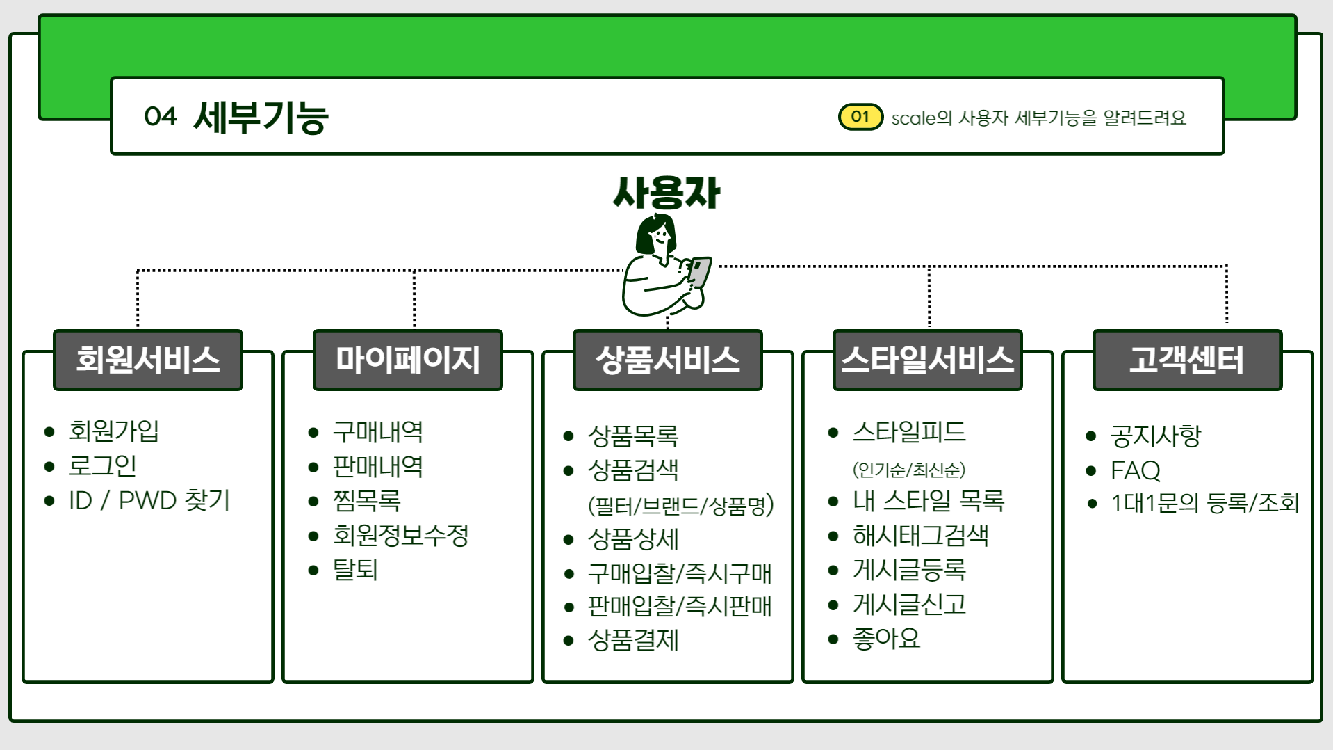 04 세부기능
01 scale의 사용자 세부기능을 알려드려요
사용자
회원서비스
회원가입
로그인
ID / PWD 찾기
마이페이지
구매내역
판매내역
찜목록
회원정보수정
탈퇴
상품서비스
상품목록
상품검색
(필터/브랜드/상품명)
상품상세
구매입찰/즉시구매
판매입찰/즉시판매
상품결제
스타일서비스
스타일피드
(인기순/최신순)
내 스타일 목록
해시태그검색
게시글등록
게시글신고
좋아요
고객센터
공지사항
FAQ
1대1문의 등록/조회